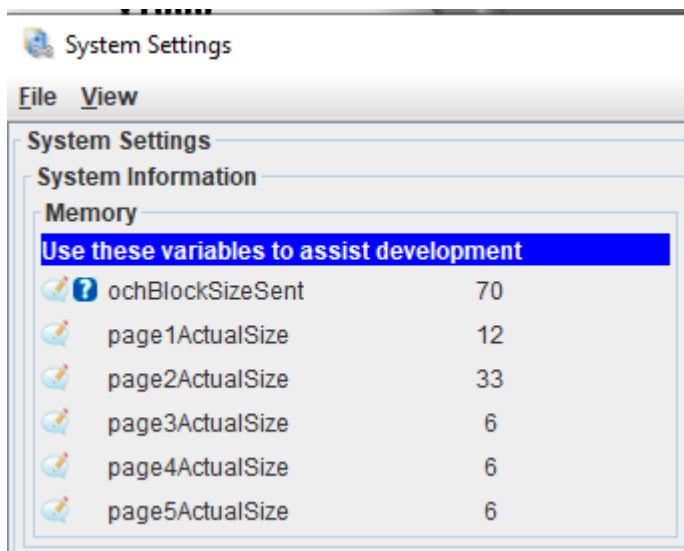 System Settings
File View
System Settings
System Information
Memory
Use these variables to assist development
? ochBlockSizeSent 70
page1ActualSize 12
page2ActualSize 33
page3ActualSize 6
page4ActualSize 6
page5ActualSize 6